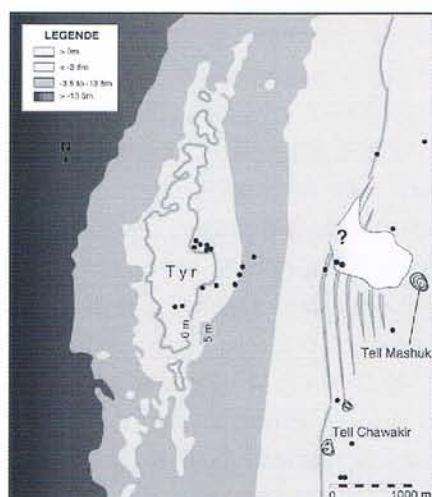 LEGENDE
> 0m
< -3.5m
-3.5 to -13.5m
> -13.5m
N
?
Tyr
0 m
5 m
Tell Mashuk
Tell Chawakir
0 1000 m